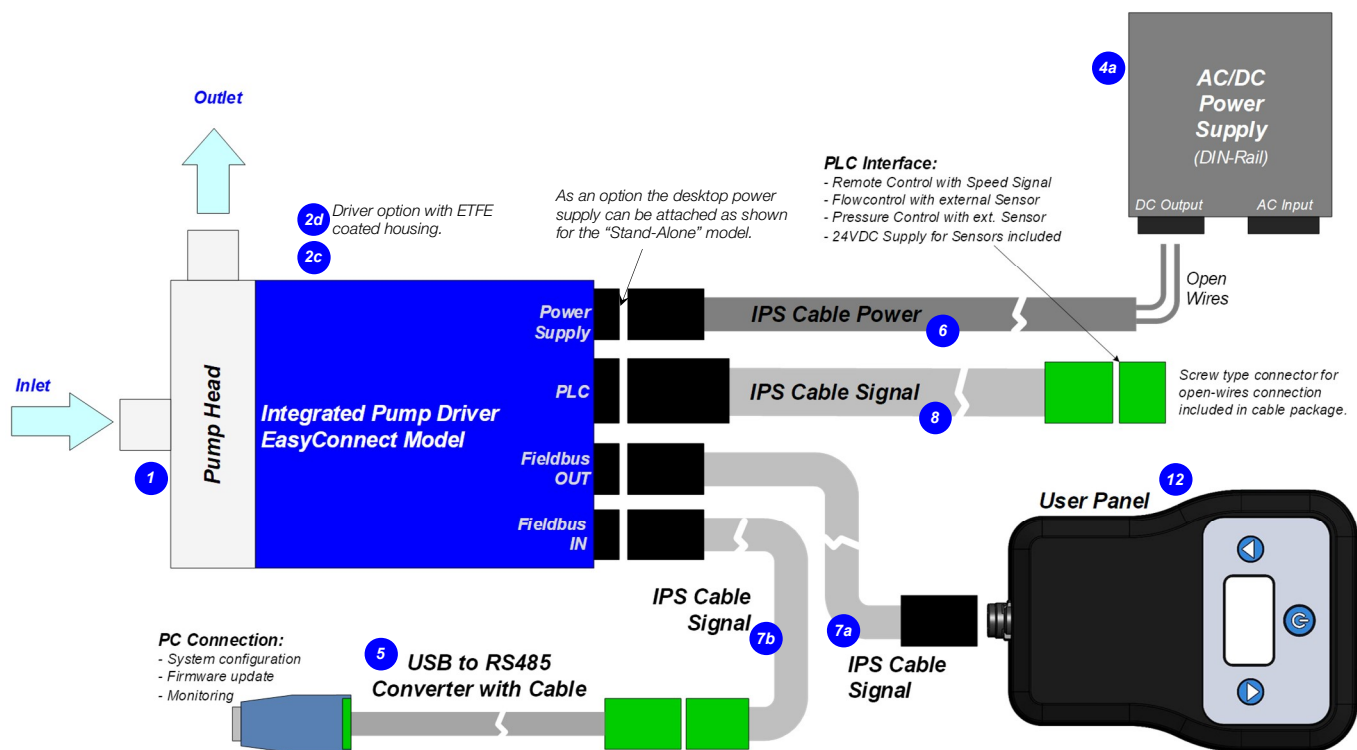 4a
AC/DC
Power
Supply
(DIN-Rail)
DC Output
AC Input
Outlet
2d
Driver option with ETFE
coated housing.
2c
As an option the desktop power
supply can be attached as shown
for the “Stand-Alone” model.
PLC Interface:
- Remote Control with Speed Signal
- Flowcontrol with external Sensor
- Pressure Control with ext. Sensor
- 24VDC Supply for Sensors included
Open
Wires
Power
Supply
IPS Cable Power
6
Inlet
Pump Head
1
Integrated Pump Driver
EasyConnect Model
PLC
IPS Cable Signal
8
Screw type connector for
open-wires connection
included in cable package.
Fieldbus
OUT
Fieldbus
IN
User Panel
12
IPS Cable
Signal
7b
7a
IPS Cable
Signal
PC Connection:
- System configuration
- Firmware update
- Monitoring
5
USB to RS485
Converter with Cable